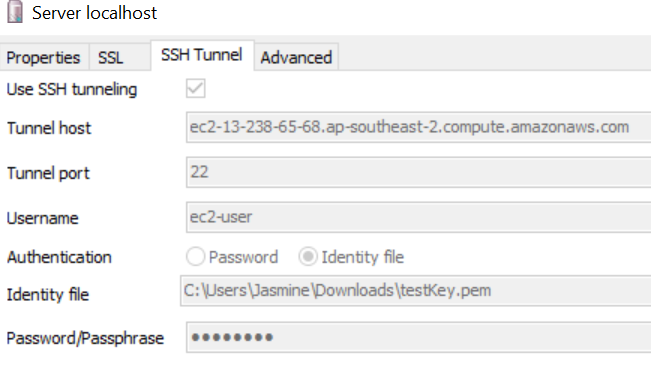 Server localhost
Properties SSL SSH Tunnel Advanced
Use SSH tunneling
Tunnel host ec2-13-238-65-68.ap-southeast-2.compute.amazonaws.com
Tunnel port 22
Username ec2-user
Authentication Password Identity file
Identity file C:\Users\Jasmine\Downloads\testKey.pem
Password/Passphrase ••••••••